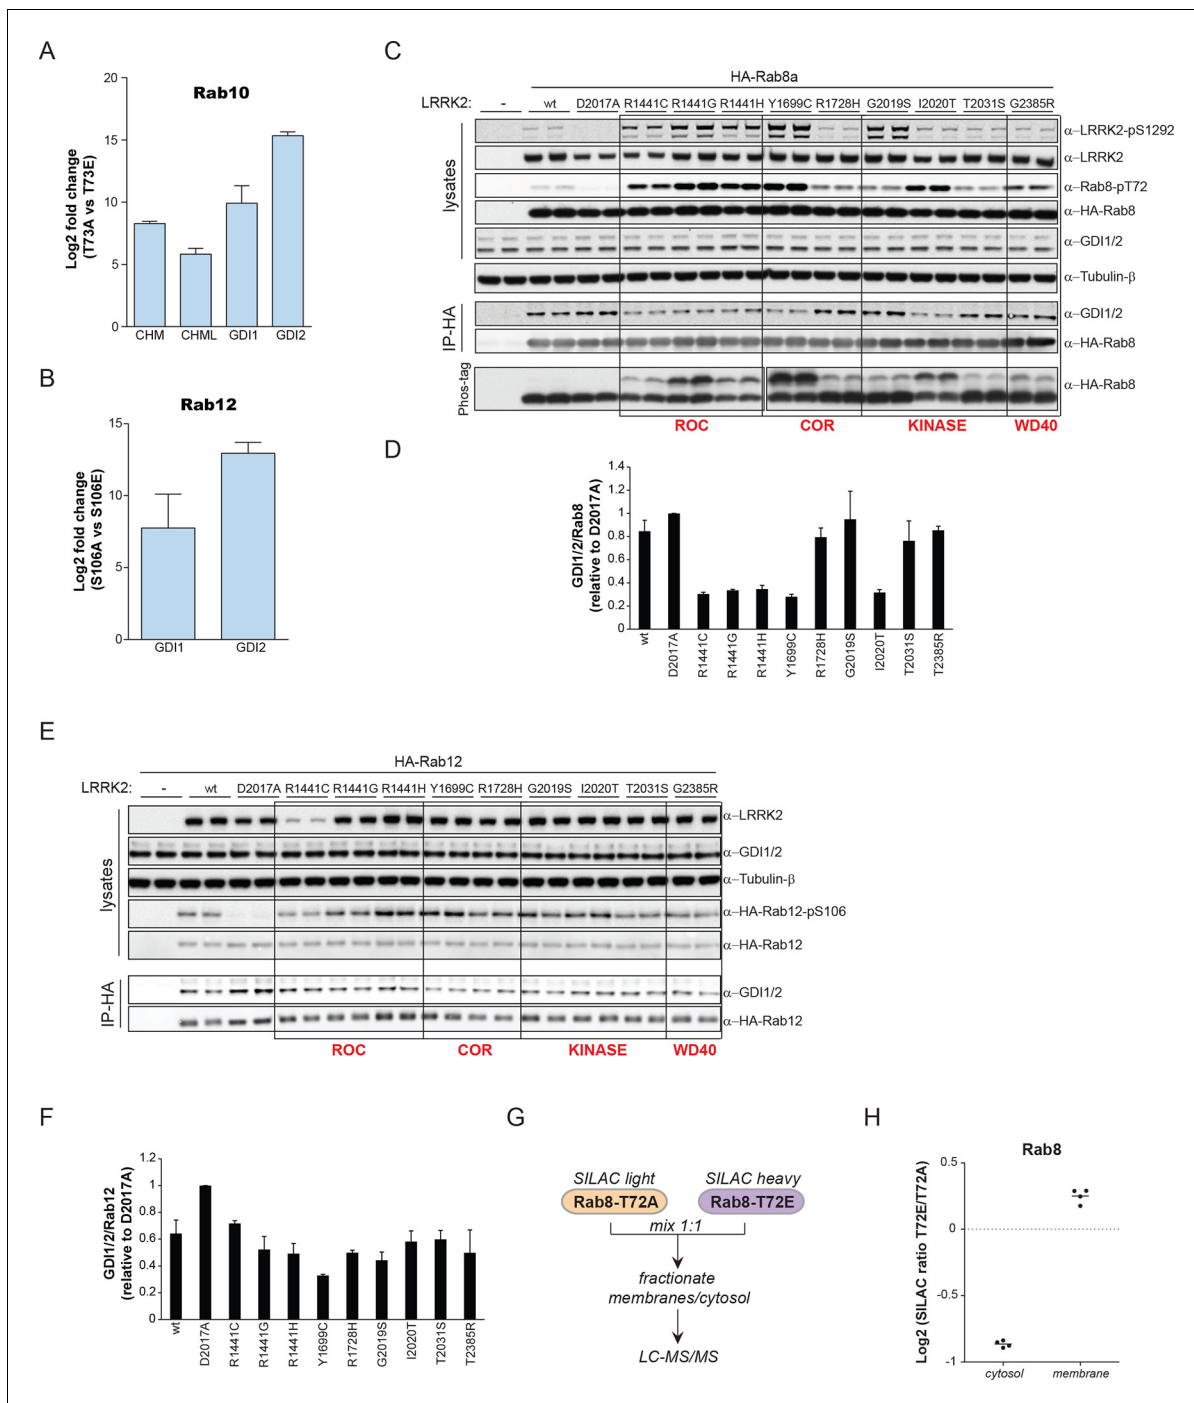 A
Rab10
Log2 fold change
(T73A vs T73E)
20
15
10
5
0
CHM CHML GDI1 GDI2
B
Rab12
Log2 fold change
(S106A vs S106E)
15
10
5
0
GDI1 GDI2
C
HA-Rab8a
LRRK2: - wt D2017A R1441C R1441G R1441H Y1699C R1728H G2019S I2020T T2031S G2385R
lysates
α–LRRK2-pS1292
α–LRRK2
α–Rab8-pT72
α–HA-Rab8
α–GDI1/2
α–Tubulin-β
IP-HA
α–GDI1/2
α–HA-Rab8
Phos-tag
α–HA-Rab8
ROC COR KINASE WD40
D
GDI1/2/Rab8
(relative to D2017A)
1.4
1.2
1
0.8
0.6
0.4
0.2
0
wt D2017A R1441C R1441G R1441H Y1699C R1728H G2019S I2020T T2031S T2385R
E
HA-Rab12
LRRK2: - wt D2017A R1441C R1441G R1441H Y1699C R1728H G2019S I2020T T2031S G2385R
lysates
α–LRRK2
α–GDI1/2
α–Tubulin-β
α–HA-Rab12-pS106
α–HA-Rab12
IP-HA
α–GDI1/2
α–HA-Rab12
ROC COR KINASE WD40
F
GDI1/2/Rab12
(relative to D2017A)
1.2
1
0.8
0.6
0.4
0.2
0
wt D2017A R1441C R1441G R1441H Y1699C R1728H G2019S I2020T T2031S T2385R
G
SILAC light SILAC heavy
Rab8-T72A Rab8-T72E
mix 1:1
fractionate
membranes/cytosol
LC-MS/MS
H
Rab8
Log2 (SILAC ratio T72E/T72A)
0.5
0
-0.5
-1
cytosol membrane